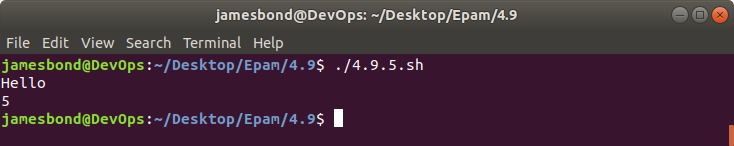 jamesbond@DevOps: ~/Desktop/Epam/4.9
File Edit View Search Terminal Help
jamesbond@DevOps:~/Desktop/Epam/4.9$ ./4.9.5.sh
Hello
5
jamesbond@DevOps:~/Desktop/Epam/4.9$